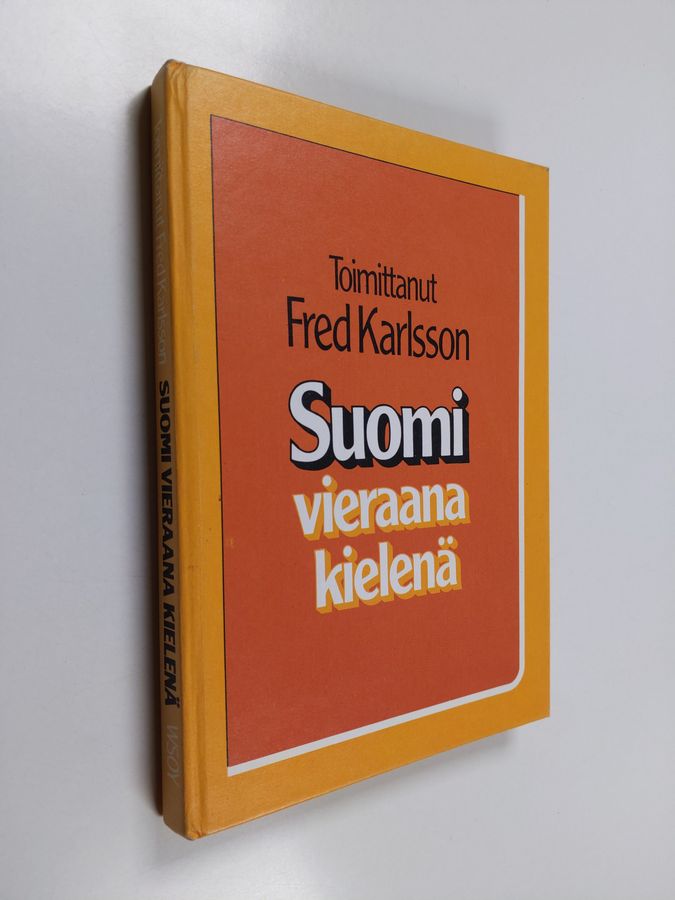 Toimittanut
Fred Karlsson
Suomi
vieraana
kielenä
Toimittanut Fred Karlsson SUOMI VIERAANA KIELENÄ WSOY